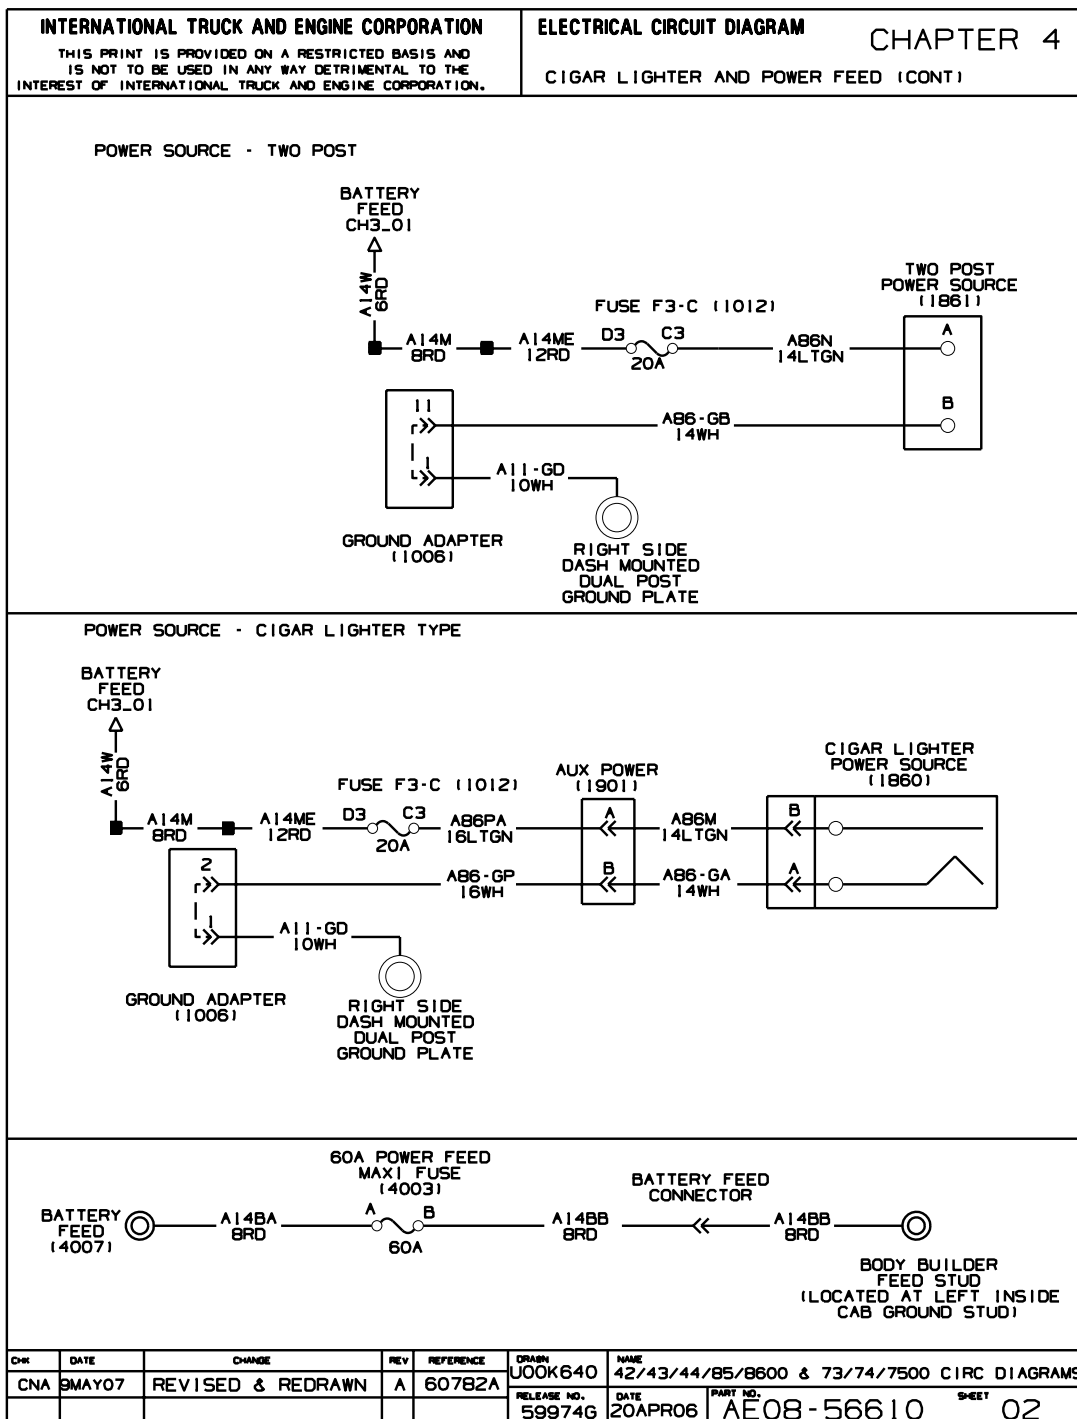 INTERNATIONAL TRUCK AND ENGINE CORPORATION
THIS PRINT IS PROVIDED ON A RESTRICTED BASIS AND
IS NOT TO BE USED IN ANY WAY DETRIMENTAL TO THE
INTEREST OF INTERNATIONAL TRUCK AND ENGINE CORPORATION.
ELECTRICAL CIRCUIT DIAGRAM
CHAPTER 4
CIGAR LIGHTER AND POWER FEED (CONT)
POWER SOURCE - TWO POST
BATTERY
FEED
CH3_01
A14W
6RD
A14M
8RD
A14ME
12RD
FUSE F3-C (1012)
D3
C3
20A
A86N
14LTGN
TWO POST
POWER SOURCE
(1861)
A
B
11
1
A86-GB
14WH
A11-GD
10WH
GROUND ADAPTER
(1006)
RIGHT SIDE
DASH MOUNTED
DUAL POST
GROUND PLATE
POWER SOURCE - CIGAR LIGHTER TYPE
BATTERY
FEED
CH3_01
A14W
6RD
A14M
8RD
A14ME
12RD
FUSE F3-C (1012)
D3
C3
20A
A86PA
16LTGN
AUX POWER
(1901)
A
B
A86M
14LTGN
CIGAR LIGHTER
POWER SOURCE
(1860)
B
A
2
1
A86-GP
16WH
A86-GA
14WH
A11-GD
10WH
GROUND ADAPTER
(1006)
RIGHT SIDE
DASH MOUNTED
DUAL POST
GROUND PLATE
60A POWER FEED
MAXI FUSE
(4003)
A
B
60A
BATTERY
FEED
(4007)
A14BA
8RD
A14BB
8RD
BATTERY FEED
CONNECTOR
A14BB
8RD
BODY BUILDER
FEED STUD
(LOCATED AT LEFT INSIDE
CAB GROUND STUD)
CHK
DATE
CHANGE
REV
REFERENCE
CNA
9MAY07
REVISED & REDRAWN
A
60782A
DRAWN
U00K640
NAME
42/43/44/85/8600 & 73/74/7500 CIRC DIAGRAMS
RELEASE NO.
59974G
DATE
20APR06
PART NO.
AE08-56610
SHEET
02